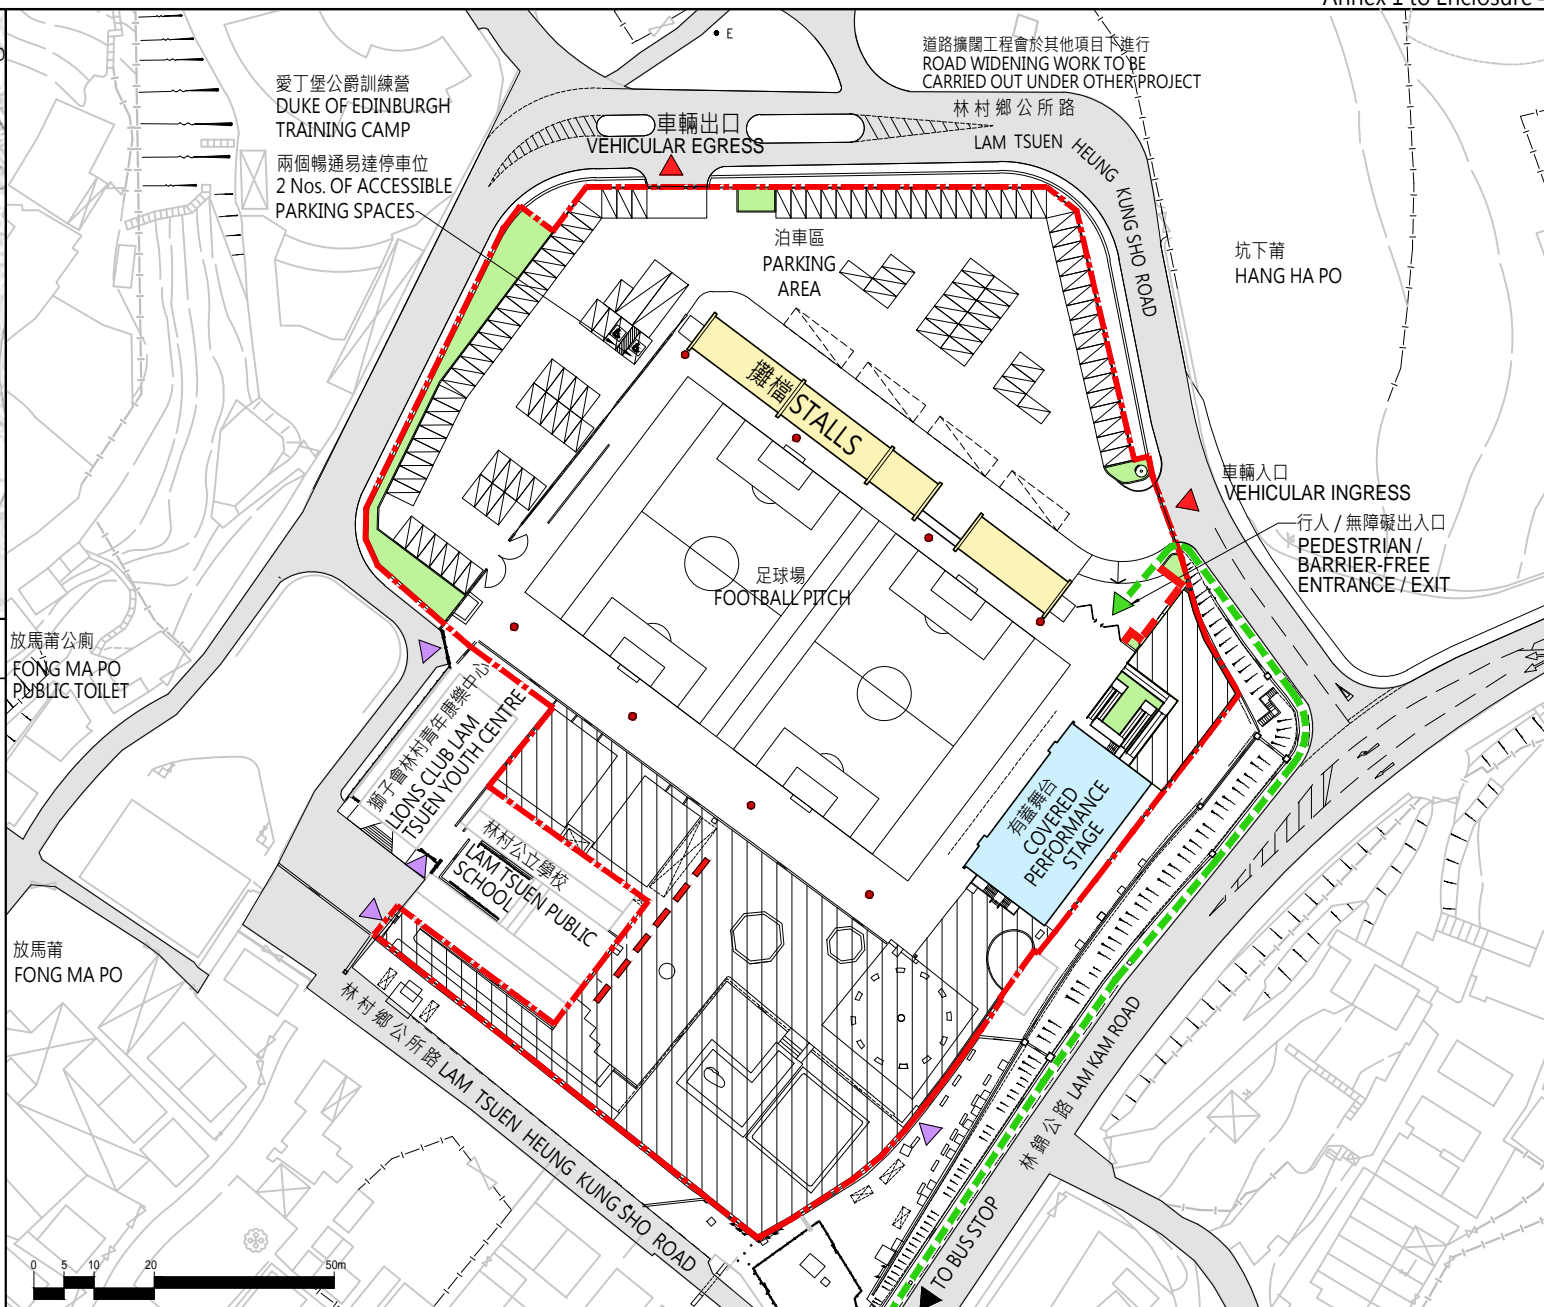 愛丁堡公爵訓練營
DUKE OF EDINBURGH
TRAINING CAMP
兩個暢通易達停車位
2 Nos. OF ACCESSIBLE
PARKING SPACES
E
道路擴闊工程會於其他項目下進行
ROAD WIDENING WORK TO BE
CARRIED OUT UNDER OTHER PROJECT
林村鄉公所路
LAM TSUEN HEUNG KUNG SHO ROAD
車輛出口
VEHICULAR EGRESS
泊車區
PARKING
AREA
坑下莆
HANG HA PO
攤檔 STALLS
車輛入口
VEHICULAR INGRESS
行人 / 無障礙出入口
PEDESTRIAN /
BARRIER-FREE
ENTRANCE / EXIT
足球場
FOOTBALL PITCH
放馬莆公廁
FONG MA PO
PUBLIC TOILET
獅子會林村青年康樂中心
LIONS CLUB LAM
TSUEN YOUTH CENTRE
林村公立學校
LAM TSUEN PUBLIC
SCHOOL
有蓋舞台
COVERED
PERFORMANCE
STAGE
放馬莆
FONG MA PO
林村鄉公所路 LAM TSUEN HEUNG KUNG SHO ROAD
林錦公路 LAM KAM ROAD
TO BUS STOP
0 5 10 20 50m